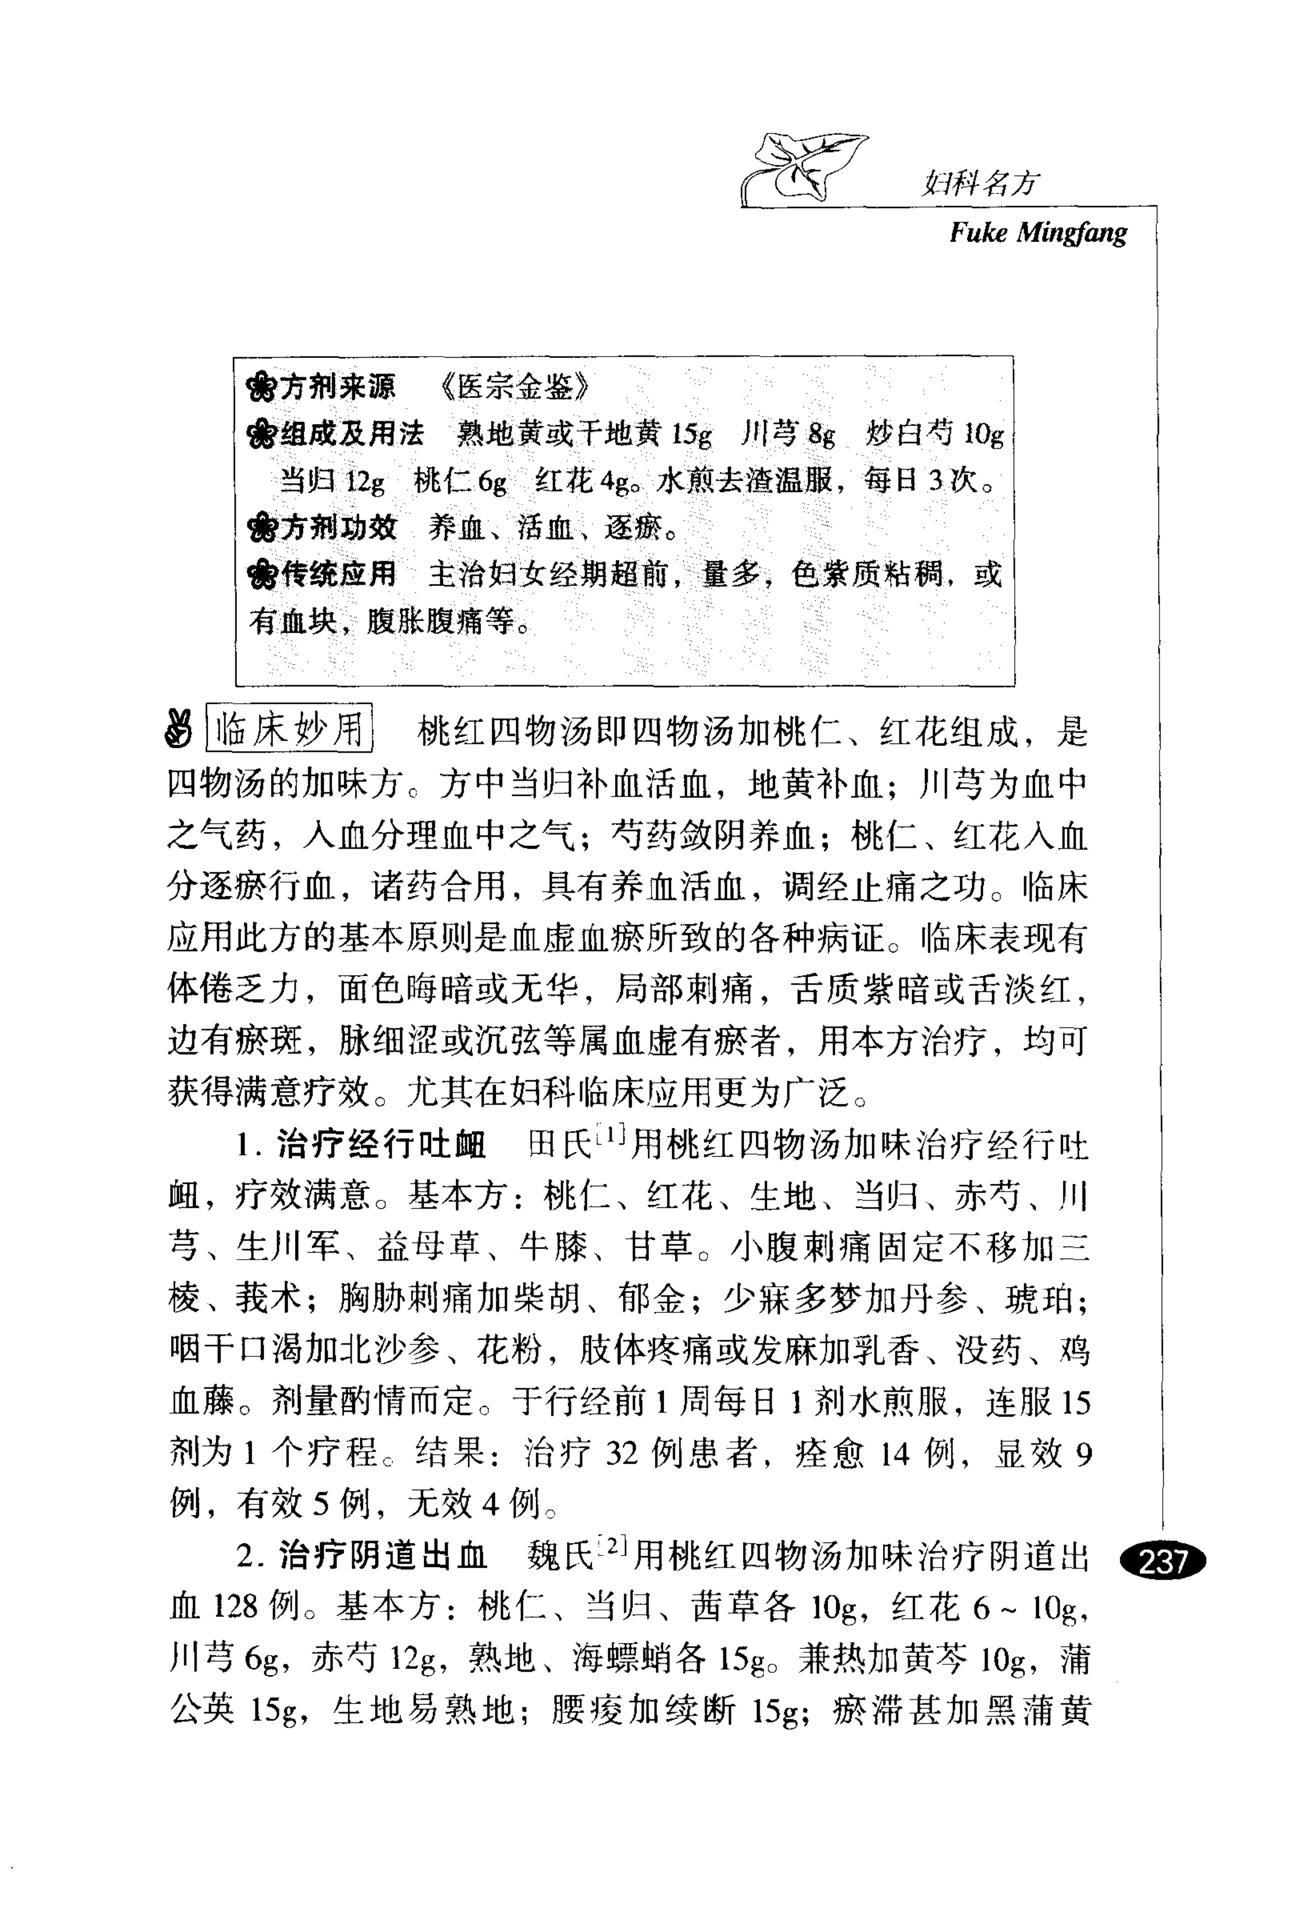 妇科名方
Fuke Mingfang
方剂来源 《医宗金鉴》
组成及用法 熟地黄或干地黄 15g 川芎 8g 炒白芍 10g
当归 12g 桃仁 6g 红花 4g。水煎去渣温服，每日 3 次。
方剂功效 养血、活血、逐瘀。
传统应用 主治妇女经期超前，量多，色紫质粘稠，或
有血块，腹胀腹痛等。
临床妙用 桃红四物汤即四物汤加桃仁、红花组成，是
四物汤的加味方。方中当归补血活血，地黄补血；川芎为血中
之气药，入血分理血中之气；芍药敛阴养血；桃仁、红花入血
分逐瘀行血，诸药合用，具有养血活血，调经止痛之功。临床
应用此方的基本原则是血虚血瘀所致的各种病证。临床表现有
体倦乏力，面色晦暗或无华，局部刺痛，舌质紫暗或舌淡红，
边有瘀斑，脉细涩或沉弦等属血虚有瘀者，用本方治疗，均可
获得满意疗效。尤其在妇科临床应用更为广泛。
1. 治疗经行吐衄 田氏[1]用桃红四物汤加味治疗经行吐
衄，疗效满意。基本方：桃仁、红花、生地、当归、赤芍、川
芎、生川军、益母草、牛膝、甘草。小腹刺痛固定不移加三
棱、莪术；胸胁刺痛加柴胡、郁金；少寐多梦加丹参、琥珀；
咽干口渴加北沙参、花粉，肢体疼痛或发麻加乳香、没药、鸡
血藤。剂量酌情而定。于行经前 1 周每日 1 剂水煎服，连服 15
剂为 1 个疗程。结果：治疗 32 例患者，痊愈 14 例，显效 9
例，有效 5 例，无效 4 例。
2. 治疗阴道出血 魏氏[2]用桃红四物汤加味治疗阴道出
血 128 例。基本方：桃仁、当归、茜草各 10g，红花 6～10g，
川芎 6g，赤芍 12g，熟地、海螵蛸各 15g。兼热加黄芩 10g，蒲
公英 15g，生地易熟地；腰痠加续断 15g；瘀滞甚加黑蒲黄
237